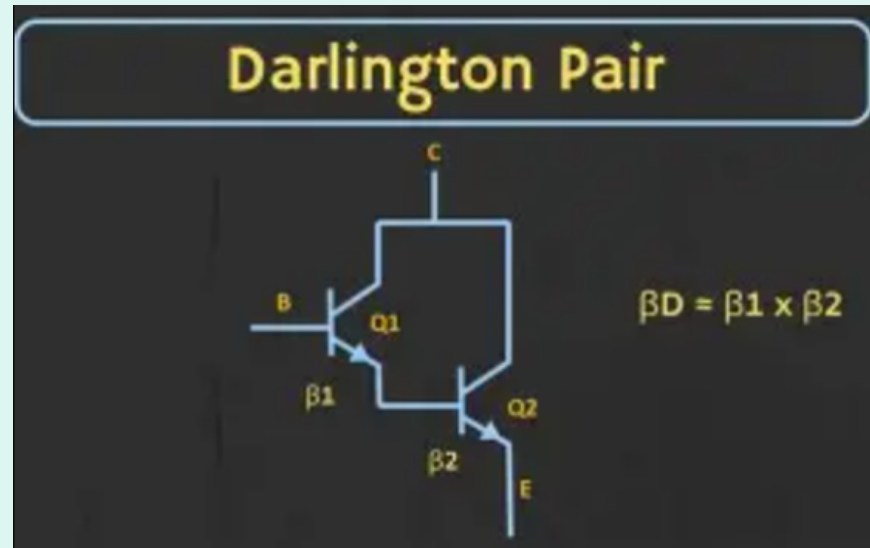 Darlington Pair
C
B
Q1
βD = β1 x β2
β1
Q2
β2
E